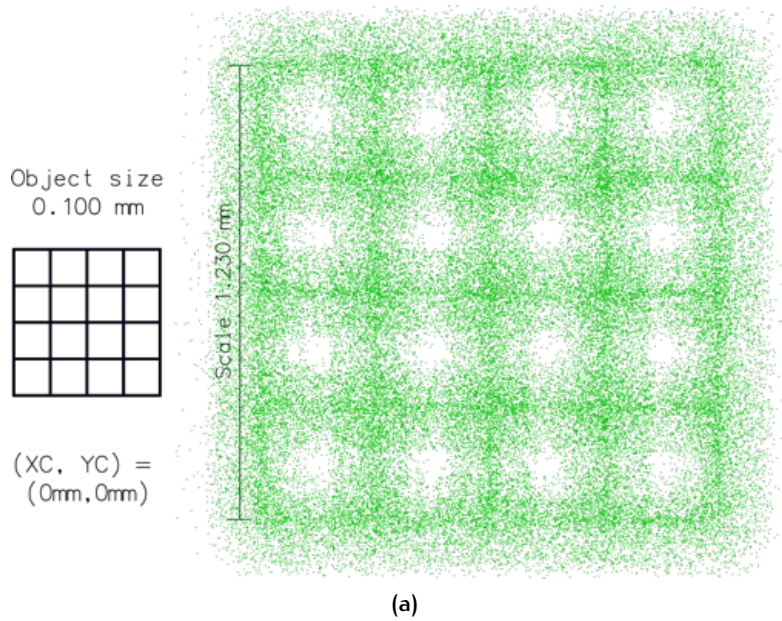 Object size
0.100 mm
(XC, YC) =
(0mm,0mm)
Scale 1.230 mm
(a)